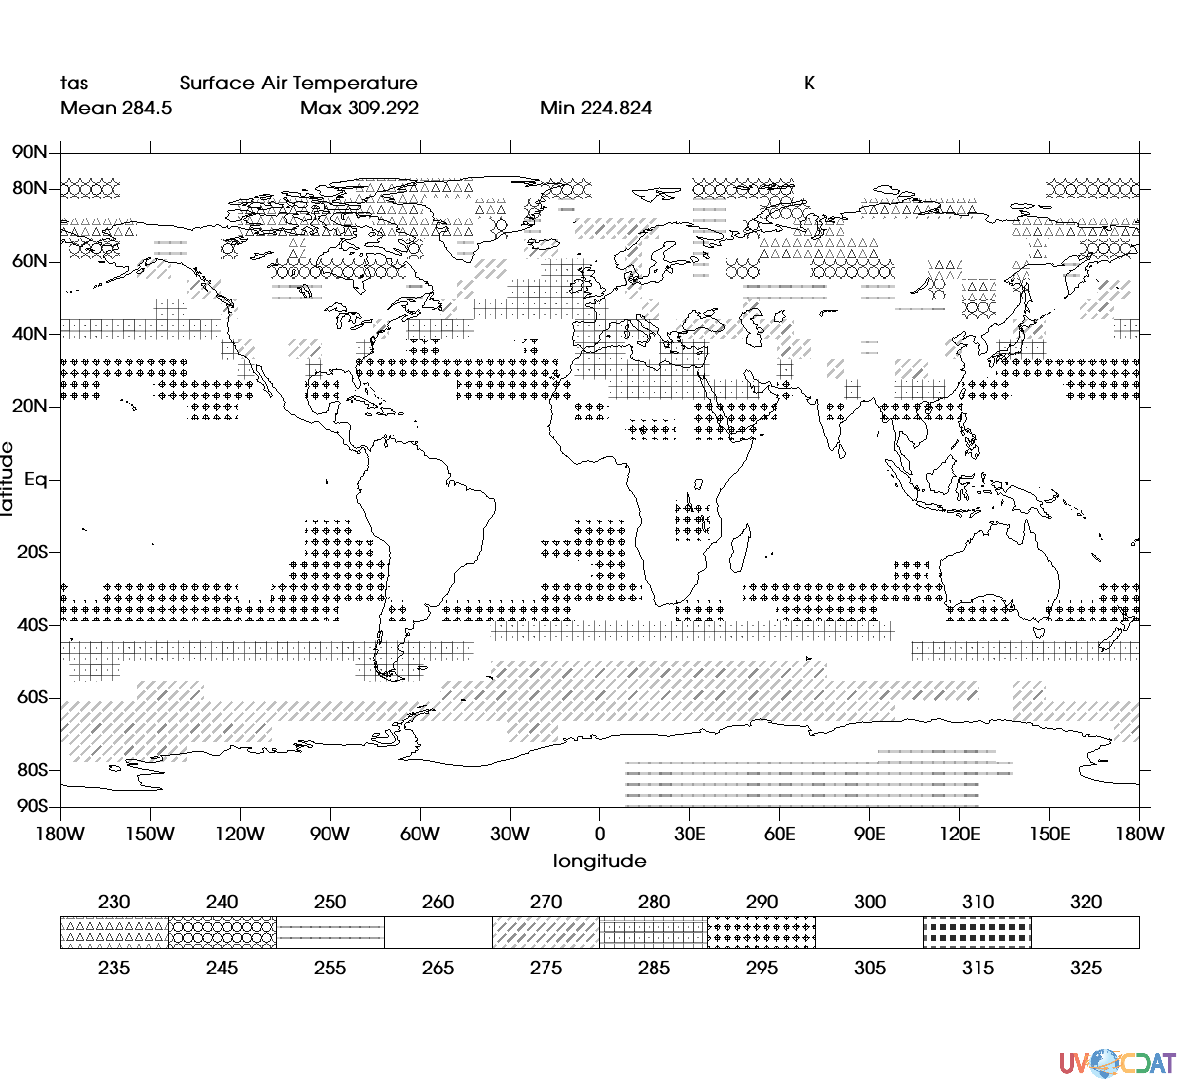 tas Surface Air Temperature K
Mean 284.5 Max 309.292 Min 224.824
90N
80N
60N
40N
20N
Eq
20S
40S
60S
80S
90S
latitude
180W 150W 120W 90W 60W 30W 0 30E 60E 90E 120E 150E 180W
longitude
230 240 250 260 270 280 290 300 310 320
235 245 255 265 275 285 295 305 315 325
UV CDAT